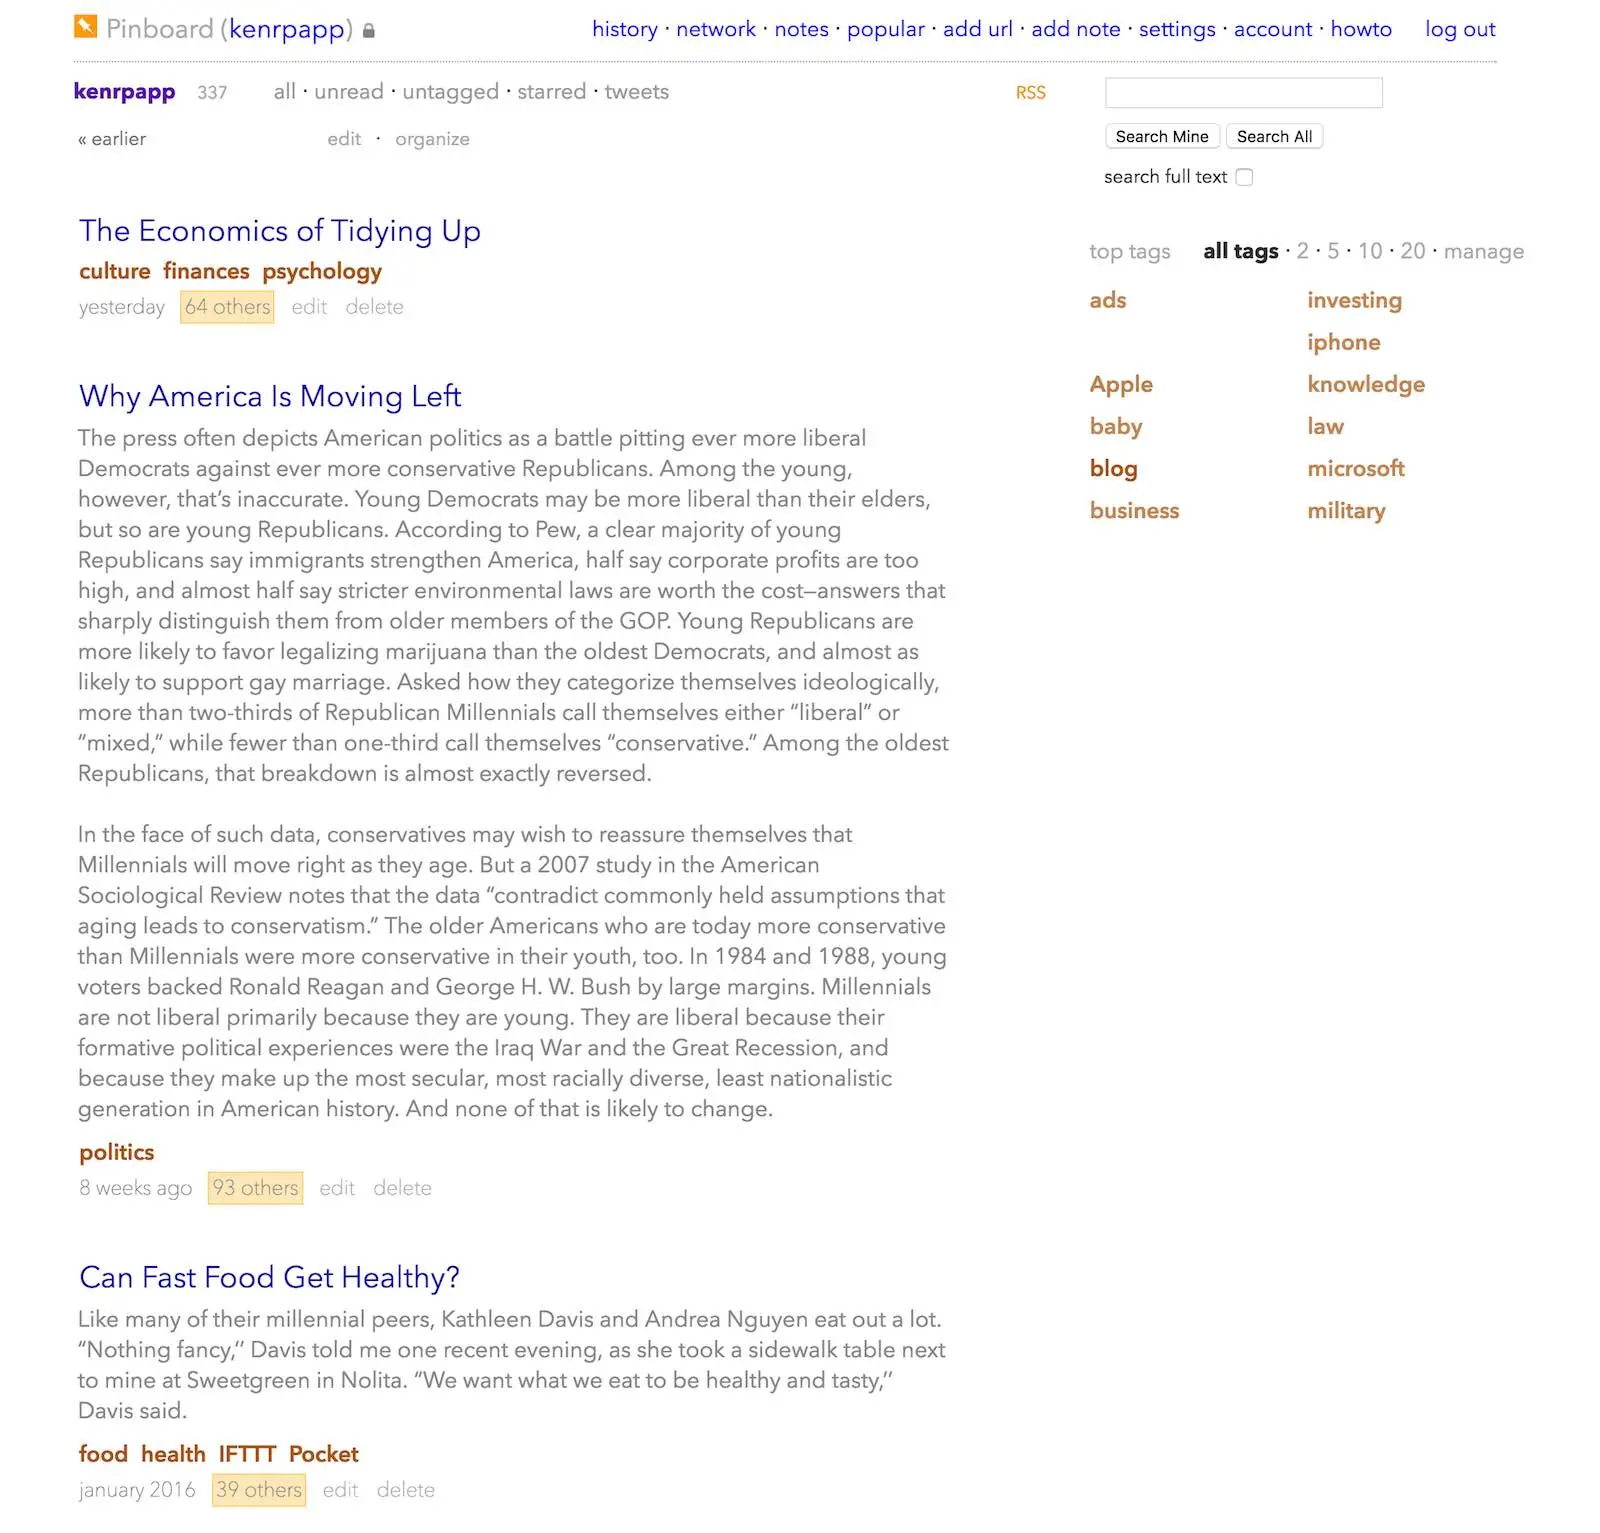 Pinboard (kenrpapp)
history · network · notes · popular · add url · add note · settings · account · howto log out
kenrpapp 337 all · unread · untagged · starred · tweets RSS
« earlier edit · organize
Search Mine Search All
search full text
The Economics of Tidying Up
culture finances psychology
yesterday 64 others edit delete
Why America Is Moving Left
The press often depicts American politics as a battle pitting ever more liberal
Democrats against ever more conservative Republicans. Among the young,
however, that’s inaccurate. Young Democrats may be more liberal than their elders,
but so are young Republicans. According to Pew, a clear majority of young
Republicans say immigrants strengthen America, half say corporate profits are too
high, and almost half say stricter environmental laws are worth the cost—answers that
sharply distinguish them from older members of the GOP. Young Republicans are
more likely to favor legalizing marijuana than the oldest Democrats, and almost as
likely to support gay marriage. Asked how they categorize themselves ideologically,
more than two-thirds of Republican Millennials call themselves either “liberal” or
“mixed,” while fewer than one-third call themselves “conservative.” Among the oldest
Republicans, that breakdown is almost exactly reversed.
In the face of such data, conservatives may wish to reassure themselves that
Millennials will move right as they age. But a 2007 study in the American
Sociological Review notes that the data “contradict commonly held assumptions that
aging leads to conservatism.” The older Americans who are today more conservative
than Millennials were more conservative in their youth, too. In 1984 and 1988, young
voters backed Ronald Reagan and George H. W. Bush by large margins. Millennials
are not liberal primarily because they are young. They are liberal because their
formative political experiences were the Iraq War and the Great Recession, and
because they make up the most secular, most racially diverse, least nationalistic
generation in American history. And none of that is likely to change.
politics
8 weeks ago 93 others edit delete
Can Fast Food Get Healthy?
Like many of their millennial peers, Kathleen Davis and Andrea Nguyen eat out a lot.
“Nothing fancy,’’ Davis told me one recent evening, as she took a sidewalk table next
to mine at Sweetgreen in Nolita. “We want what we eat to be healthy and tasty,’’
Davis said.
food health IFTTT Pocket
january 2016 39 others edit delete
top tags all tags · 2 · 5 · 10 · 20 · manage
ads investing
iphone
Apple knowledge
baby law
blog microsoft
business military